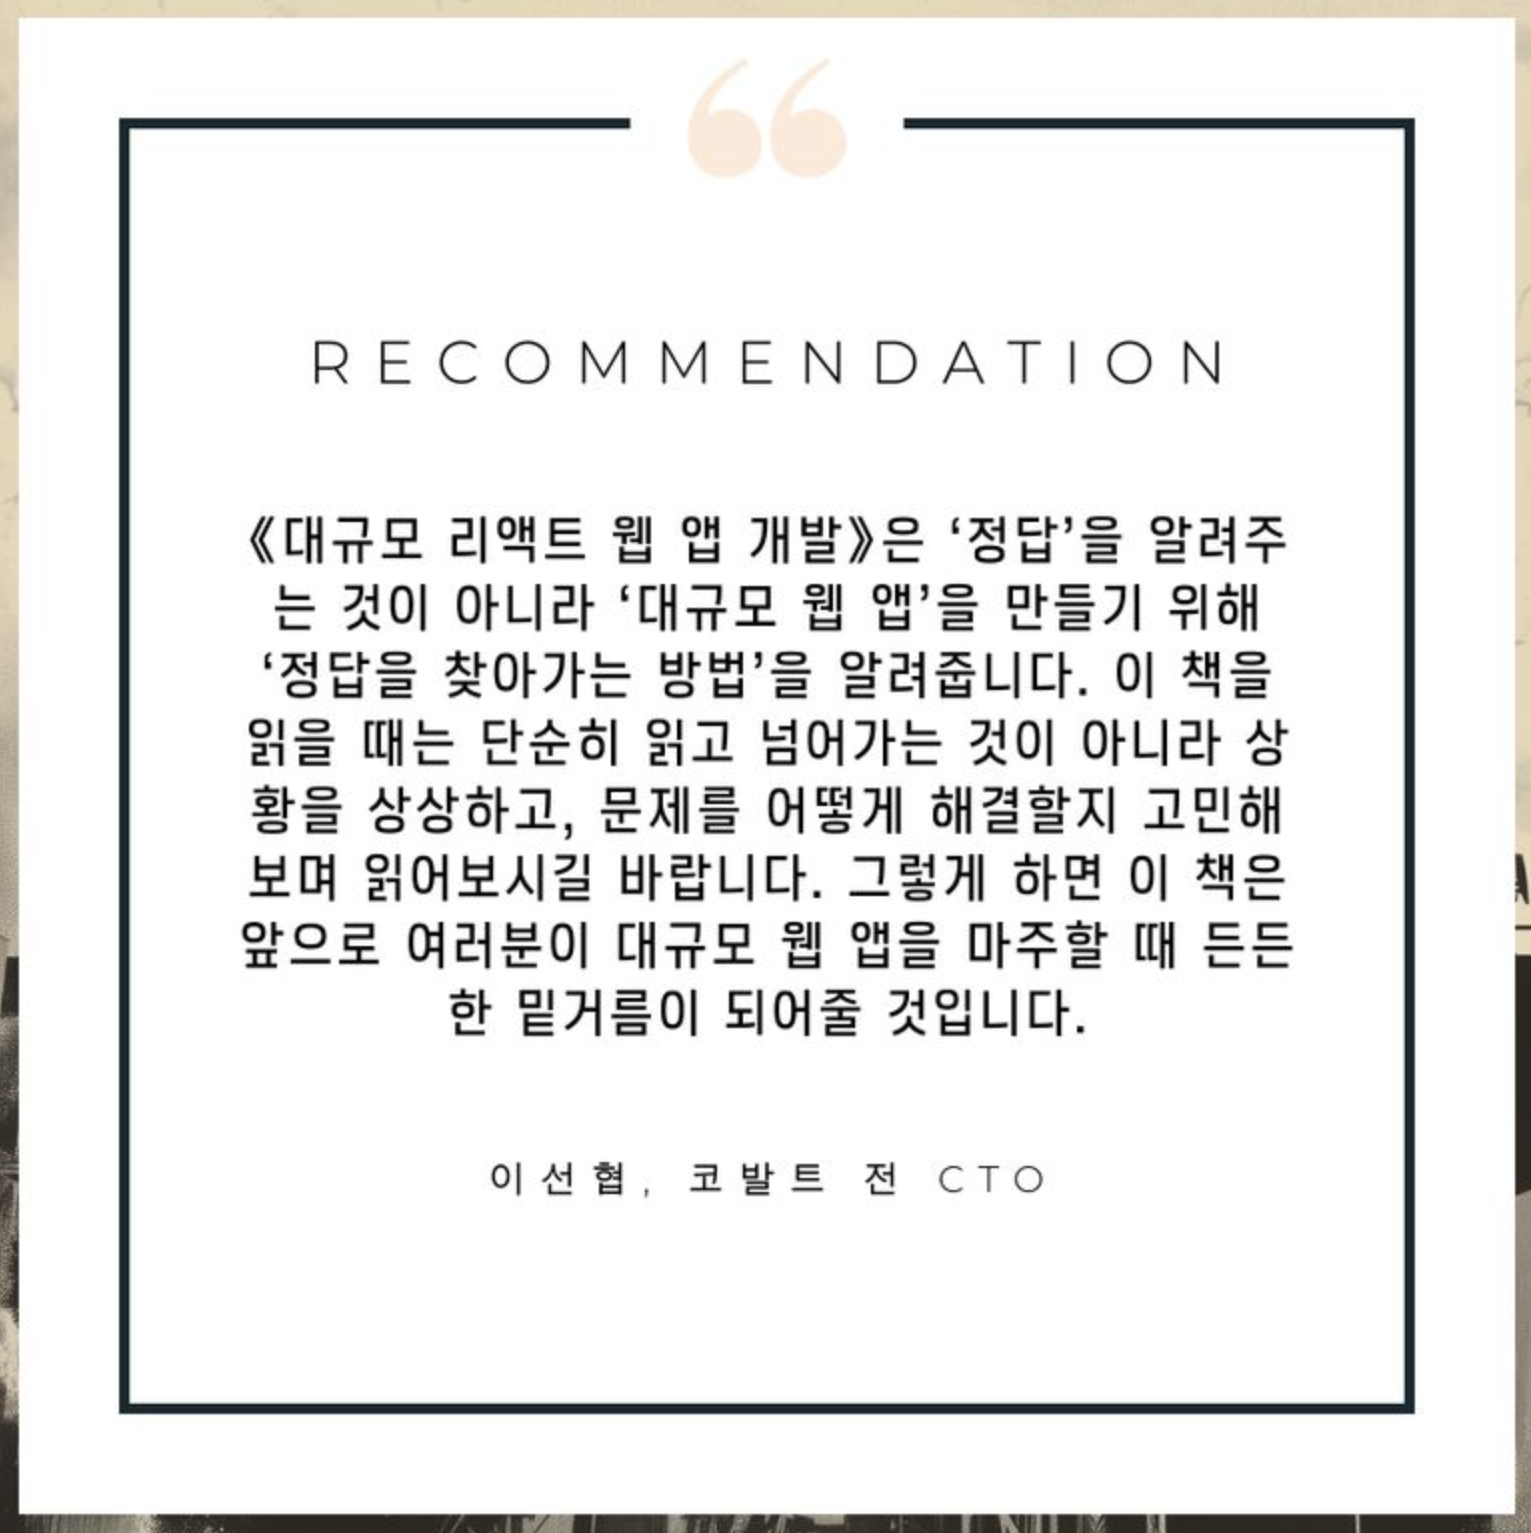 RECOMMENDATION
《대규모 리액트 웹 앱 개발》은 ‘정답’을 알려주
는 것이 아니라 ‘대규모 웹 앱’을 만들기 위해
‘정답을 찾아가는 방법’을 알려줍니다. 이 책을
읽을 때는 단순히 읽고 넘어가는 것이 아니라 상
황을 상상하고, 문제를 어떻게 해결할지 고민해
보며 읽어보시길 바랍니다. 그렇게 하면 이 책은
앞으로 여러분이 대규모 웹 앱을 마주할 때 든든
한 밑거름이 되어줄 것입니다.
이선협, 코발트 전 CTO